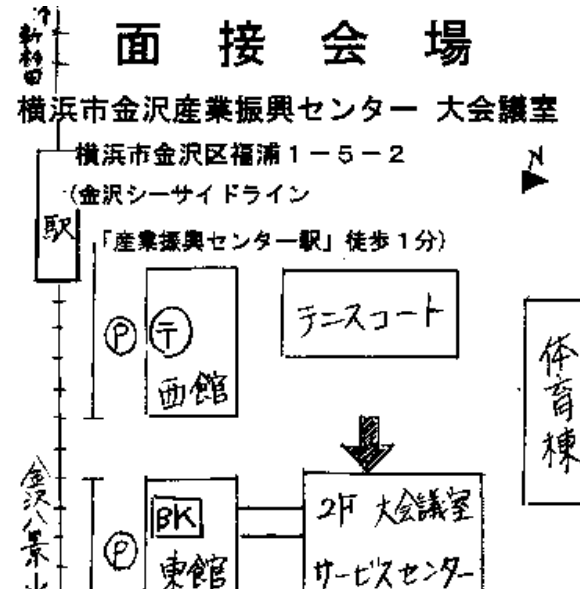 ↑新杉田
面接会場
横浜市金沢産業振興センター 大会議室
横浜市金沢区福浦1－5－2
(金沢シーサイドライン
「産業振興センター駅」徒歩1分)
N
駅
P
〒
西館
テニスコート
体育棟
金沢八景
P
BK
東館
2F 大会議室
サービスセンター